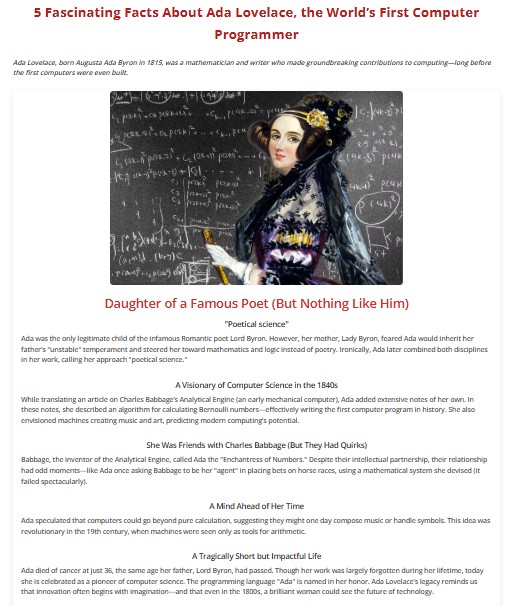 5 Fascinating Facts About Ada Lovelace, the World's First Computer
Programmer
Ada Lovelace, born Augusta Ada Byron in 1815, was a mathematician and writer who made groundbreaking contributions to computing—long before
the first computers were even built.
Daughter of a Famous Poet (But Nothing Like Him)
"Poetical science"
Ada was the only legitimate child of the infamous Romantic poet Lord Byron. However, her mother, Lady Byron, feared Ada would inherit her
father's "unstable" temperament and steered her toward mathematics and logic instead of poetry. Ironically, Ada later combined both disciplines
in her work, calling her approach "poetical science."
A Visionary of Computer Science in the 1840s
While translating an article on Charles Babbage's Analytical Engine (an early mechanical computer), Ada added extensive notes of her own. In
these notes, she described an algorithm for calculating Bernoulli numbers—effectively writing the first computer program in history. She also
envisioned machines creating music and art, predicting modern computing's potential.
She Was Friends with Charles Babbage (But They Had Quirks)
Babbage, the inventor of the Analytical Engine, called Ada the "Enchantress of Numbers." Despite their intellectual partnership, their relationship
had odd moments—like Ada once asking Babbage to be her "agent" in placing bets on horse races, using a mathematical system she devised (it
failed spectacularly).
A Mind Ahead of Her Time
Ada speculated that computers could go beyond pure calculation, suggesting they might one day compose music or handle symbols. This idea was
revolutionary in the 19th century, when machines were seen only as tools for arithmetic.
A Tragically Short but Impactful Life
Ada died of cancer at just 36, the same age her father, Lord Byron, had passed. Though her work was largely forgotten during her lifetime, today
she is celebrated as a pioneer of computer science. The programming language "Ada" is named in her honor. Ada Lovelace's legacy reminds us
that innovation often begins with imagination—and that even in the 1800s, a brilliant woman could see the future of technology.